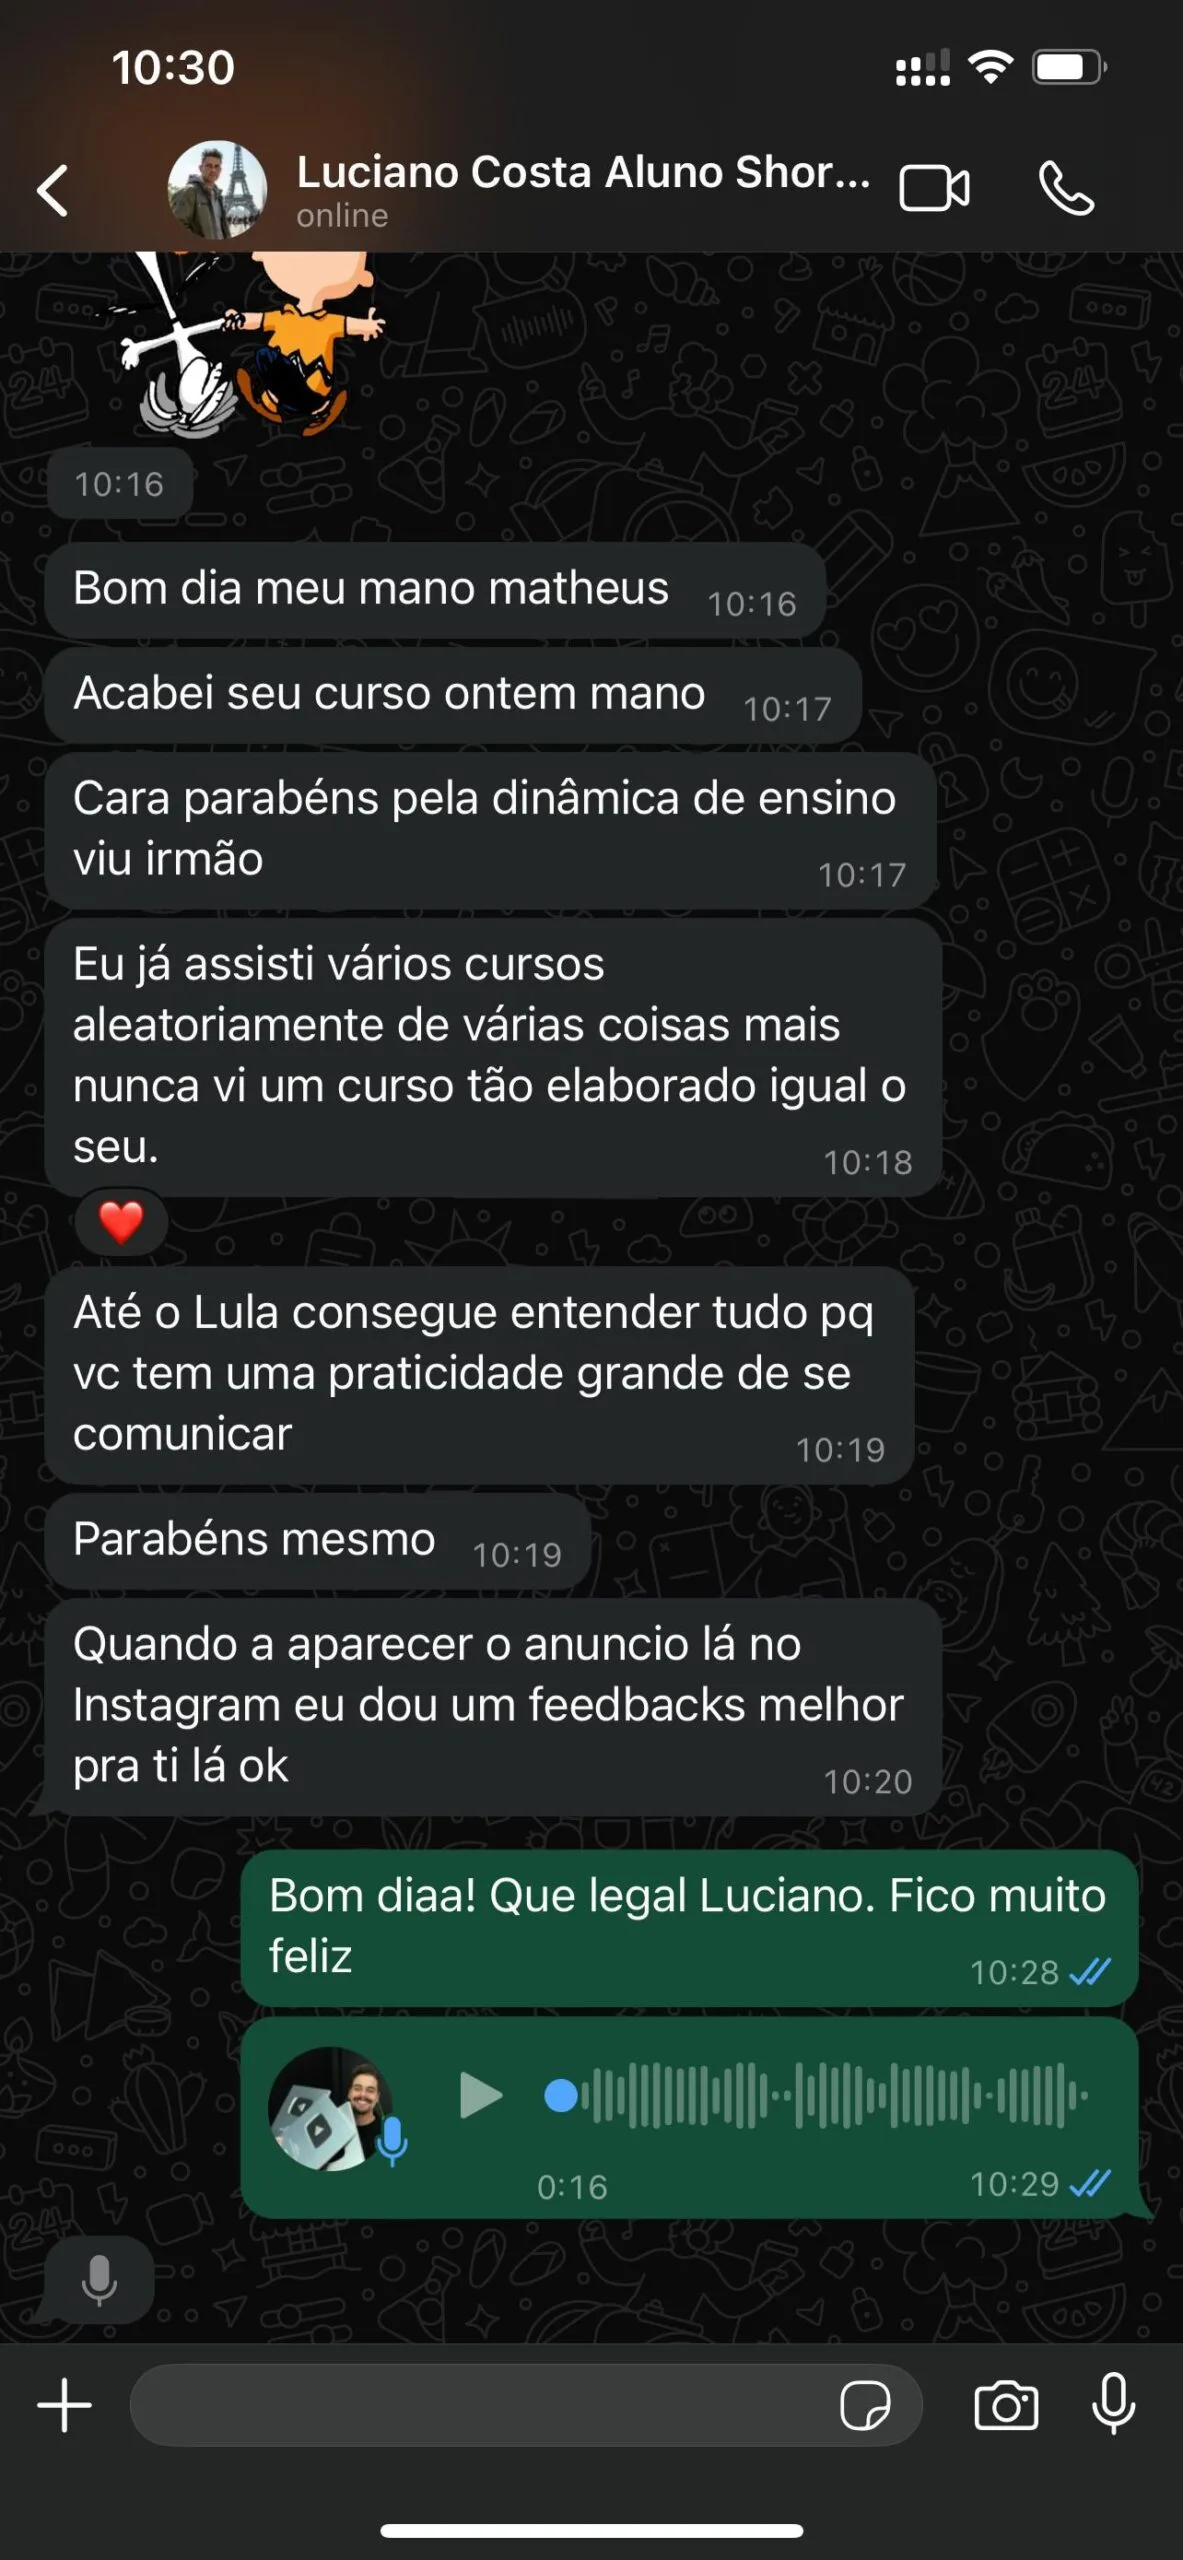 10:30
Luciano Costa Aluno Shor...
online
10:16
Bom dia meu mano matheus 10:16
Acabei seu curso ontem mano 10:17
Cara parabéns pela dinâmica de ensino
viu irmão 10:17
Eu já assisti vários cursos
aleatoriamente de várias coisas mais
nunca vi um curso tão elaborado igual o
seu. 10:18
❤️
Até o Lula consegue entender tudo pq
vc tem uma praticidade grande de se
comunicar 10:19
Parabéns mesmo 10:19
Quando a aparecer o anuncio lá no
Instagram eu dou um feedbacks melhor
pra ti lá ok 10:20
Bom diaa! Que legal Luciano. Fico muito
feliz 10:28
0:16 10:29